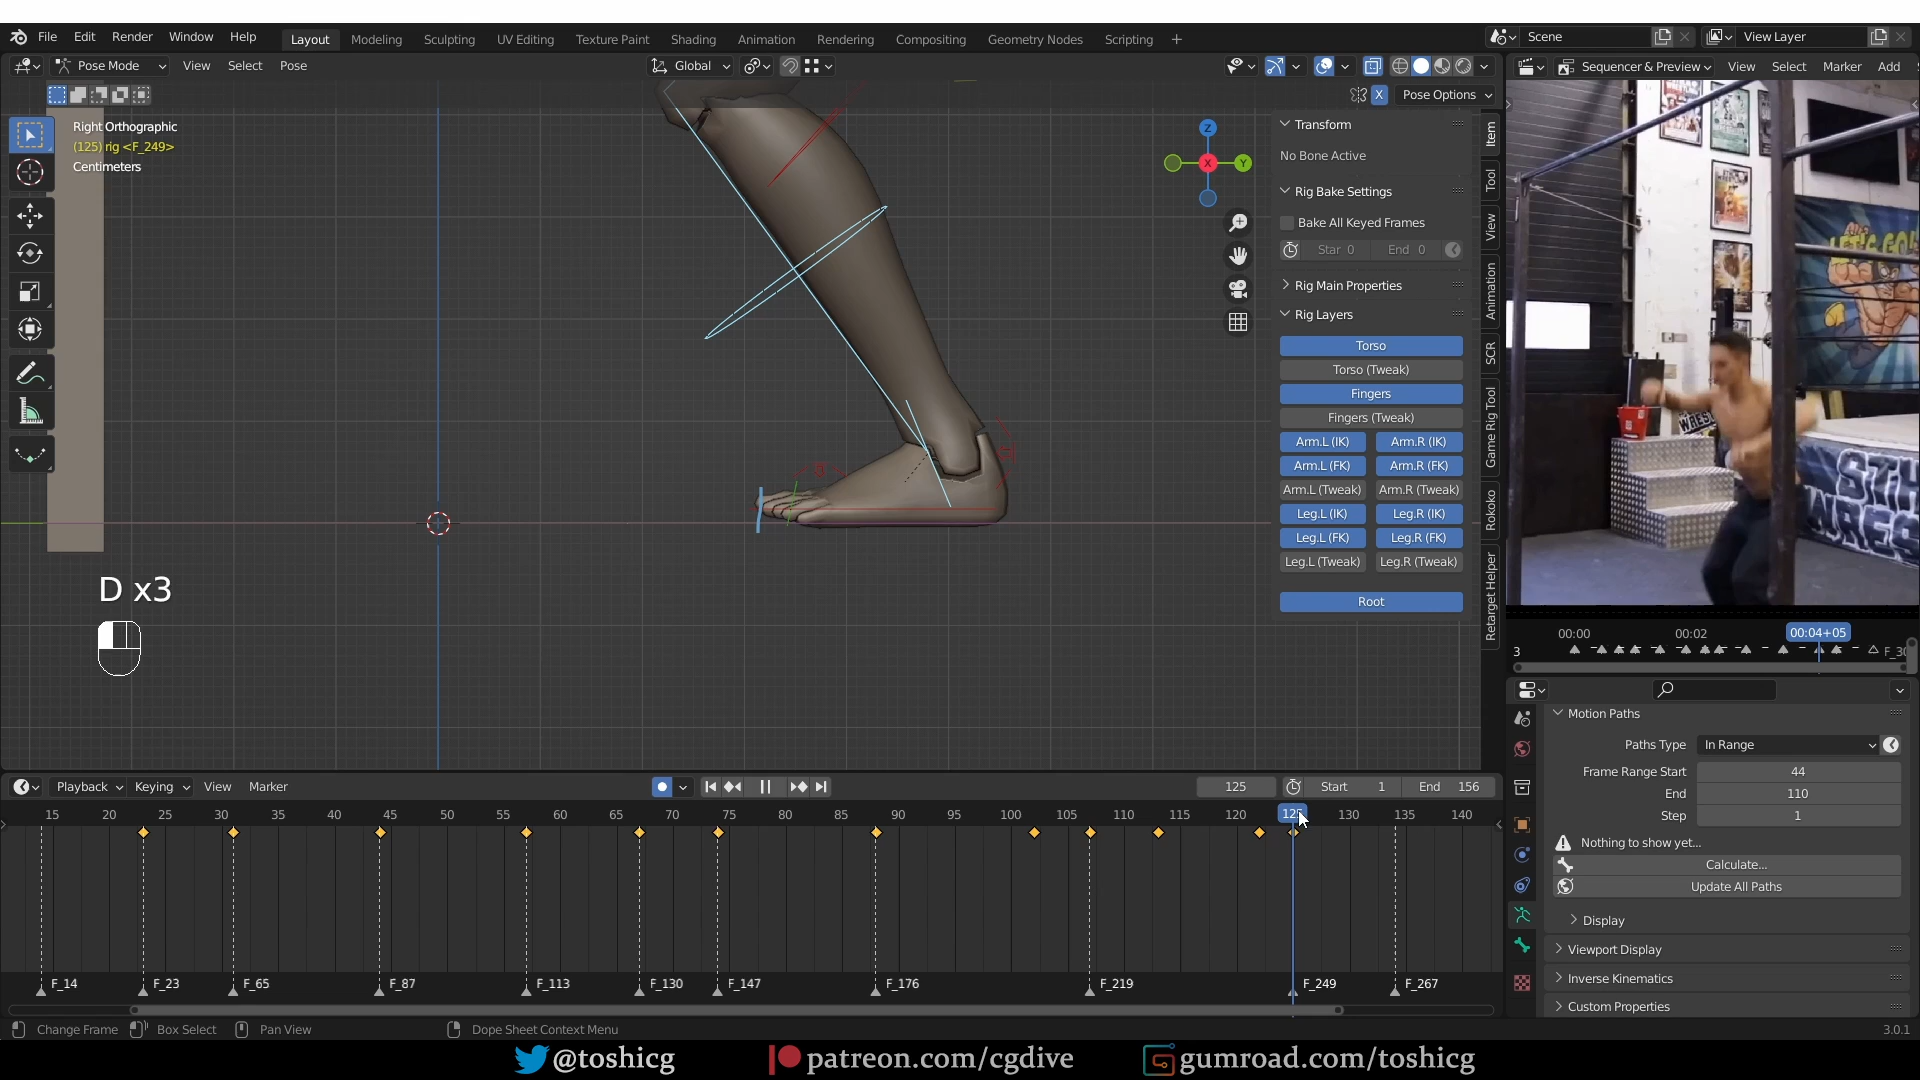 File Edit Render Window Help Layout Modeling Sculpting UV Editing Texture Paint Shading Animation Rendering Compositing Geometry Nodes Scripting + Scene View Layer
Pose Mode View Select Pose Global Sequencer & Preview View Select Marker Add
X Pose Options
Right Orthographic
(125) rig <F_249>
Centimeters
Z
X
Y
Transform
No Bone Active
Rig Bake Settings
Bake All Keyed Frames
Star 0 End 0
Rig Main Properties
Rig Layers
Torso
Torso (Tweak)
Fingers
Fingers (Tweak)
Arm.L (IK) Arm.R (IK)
Arm.L (FK) Arm.R (FK)
Arm.L (Tweak) Arm.R (Tweak)
Leg.L (IK) Leg.R (IK)
Leg.L (FK) Leg.R (FK)
Leg.L (Tweak) Leg.R (Tweak)
Root
Item
Tool
View
Animation
SCR
Game Rig Tool
Rokoko
Retarget Helper
LET'S GO
D x3
00:00 00:02 00:04+05
3 F_30
Motion Paths
Paths Type In Range
Frame Range Start 44
End 110
Step 1
Nothing to show yet...
Calculate...
Update All Paths
Display
Viewport Display
Inverse Kinematics
Custom Properties
Playback Keying View Marker 125 Start 1 End 156
15 20 25 30 35 40 45 50 55 60 65 70 75 80 85 90 95 100 105 110 115 120 125 130 135 140
F_14 F_23 F_65 F_87 F_113 F_130 F_147 F_176 F_219 F_249 F_267
Change Frame Box Select Pan View Dope Sheet Context Menu 3.0.1
@toshicg patreon.com/cgdive gumroad.com/toshicg